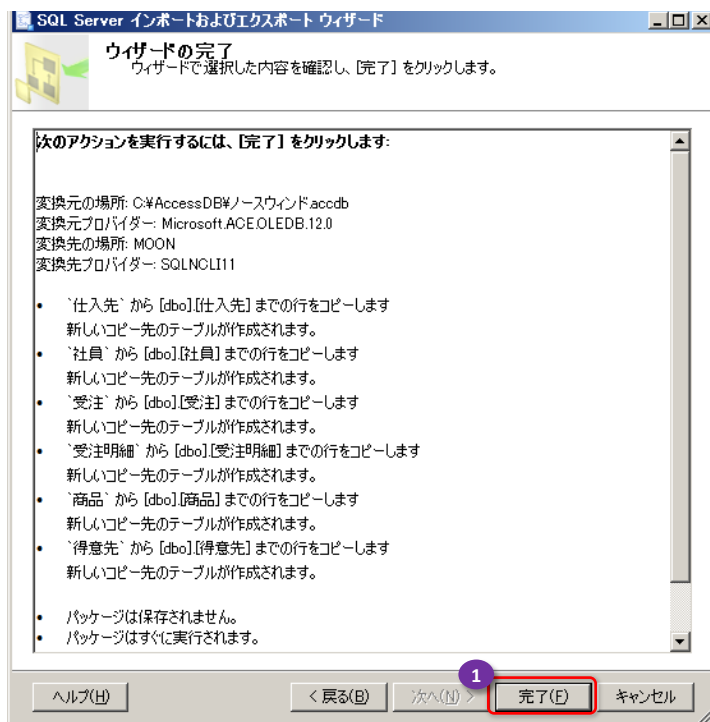 SQL Server インポートおよびエクスポート ウィザード
ウィザードの完了
ウィザードで選択した内容を確認し、[完了] をクリックします。
次のアクションを実行するには、[完了] をクリックします:
変換元の場所: C:¥AccessDB¥ノースウィンド.accdb
変換元プロバイダー: Microsoft.ACE.OLEDB.12.0
変換先の場所: MOON
変換先プロバイダー: SQLNCLI11
• `仕入先` から [dbo].[仕入先] までの行をコピーします
新しいコピー先のテーブルが作成されます。
• `社員` から [dbo].[社員] までの行をコピーします
新しいコピー先のテーブルが作成されます。
• `受注` から [dbo].[受注] までの行をコピーします
新しいコピー先のテーブルが作成されます。
• `受注明細` から [dbo].[受注明細] までの行をコピーします
新しいコピー先のテーブルが作成されます。
• `商品` から [dbo].[商品] までの行をコピーします
新しいコピー先のテーブルが作成されます。
• `得意先` から [dbo].[得意先] までの行をコピーします
新しいコピー先のテーブルが作成されます。
• パッケージは保存されません。
• パッケージはすぐに実行されます。
1
ヘルプ(H) < 戻る(B) 次へ(N) > 完了(F) キャンセル